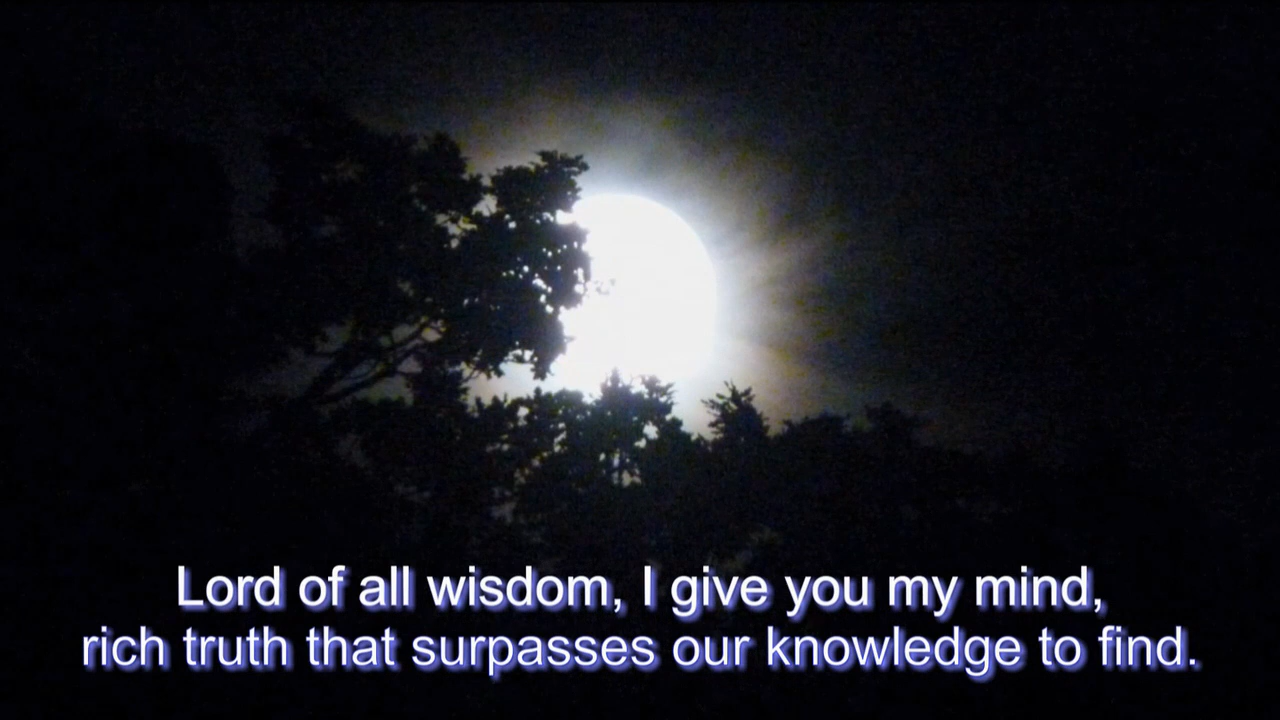 Lord of all wisdom, I give you my mind,
rich truth that surpasses our knowledge to find.